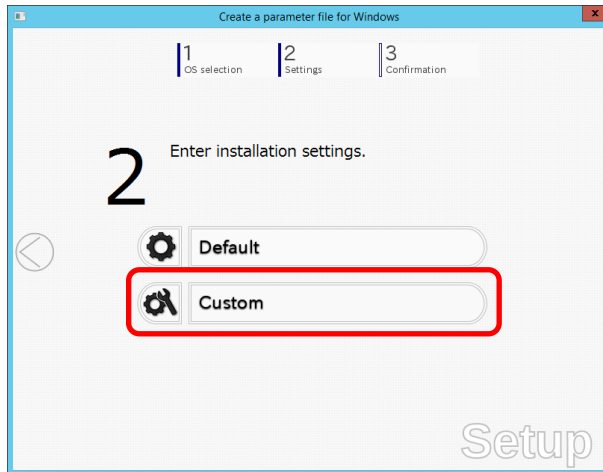 Create a parameter file for Windows
x
1
OS selection
2
Settings
3
Confirmation
2
Enter installation settings.
Default
Custom
Setup